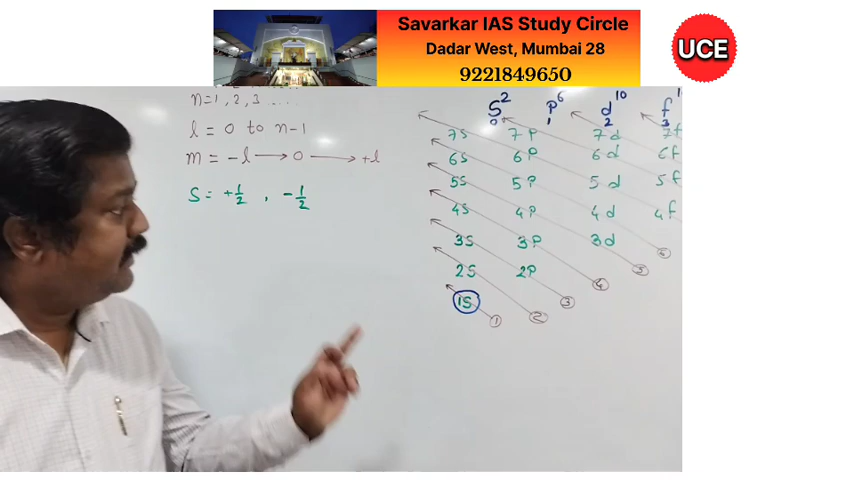 Savarkar IAS Study Circle
Dadar West, Mumbai 28
9221849650
UCE
n=1, 2, 3 ....
l = 0 to n-1
m = -l → 0 → +l
S = +1/2 , -1/2
S² p⁶ d¹⁰ f¹
0 1 2 3
7S 7P 7d 7f
6S 6P 6d 6f
5S 5P 5d 5f
4S 4P 4d 4f
3S 3P 3d
2S 2P
1S
1 2 3 4 5 6